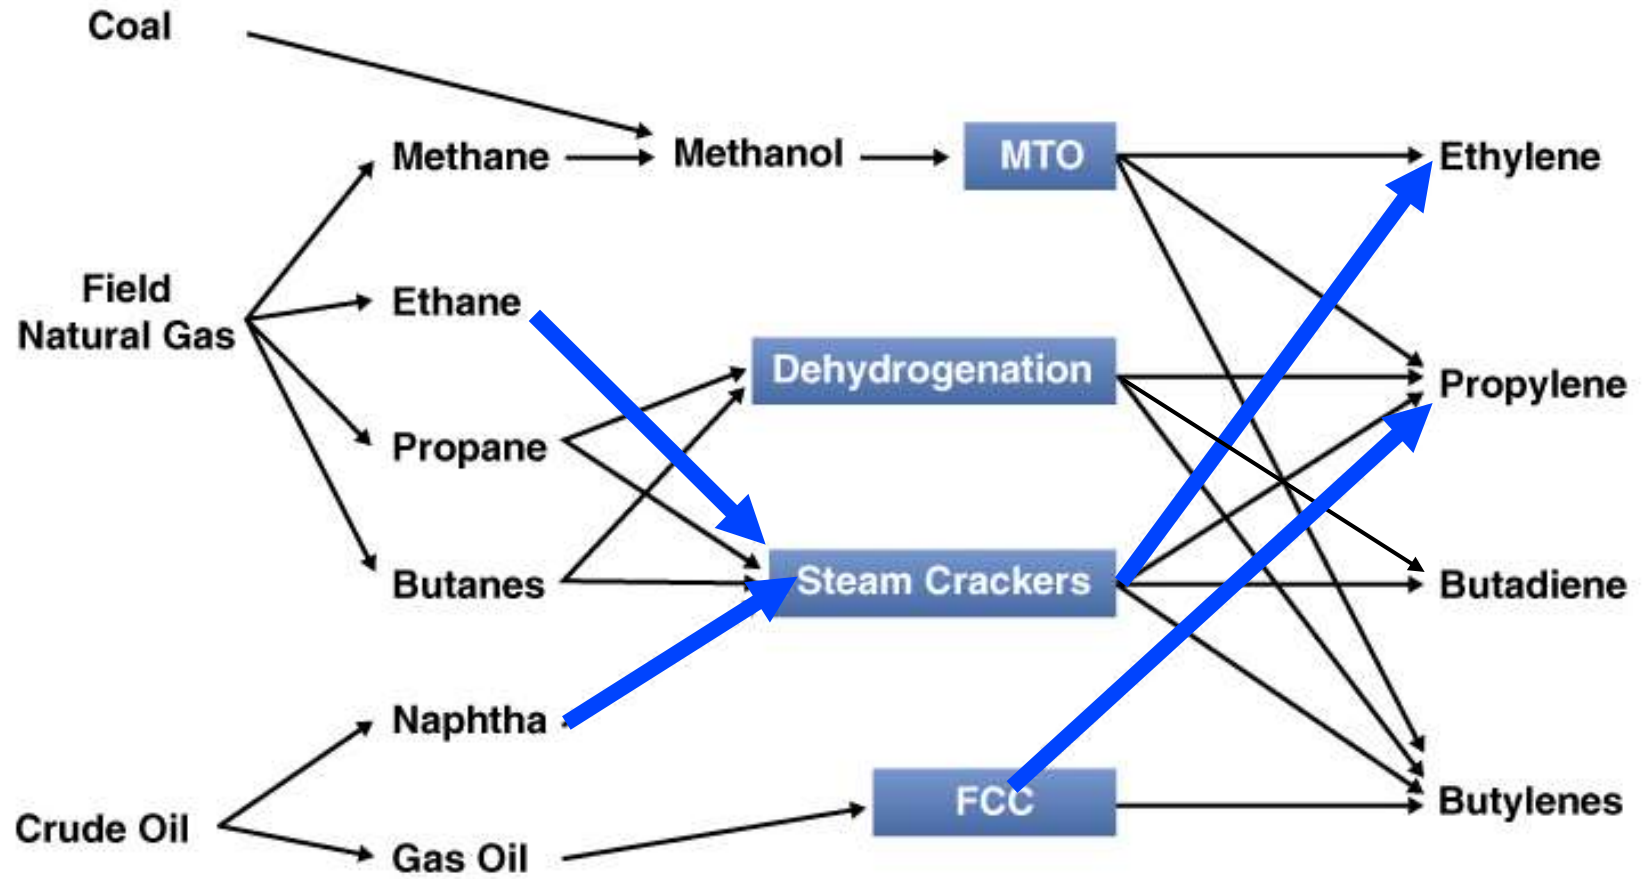 Coal
Methane
Methanol
MTO
Ethylene
Field
Natural Gas
Ethane
Dehydrogenation
Propylene
Propane
Steam Crackers
Butanes
Butadiene
Naphtha
FCC
Butylenes
Crude Oil
Gas Oil